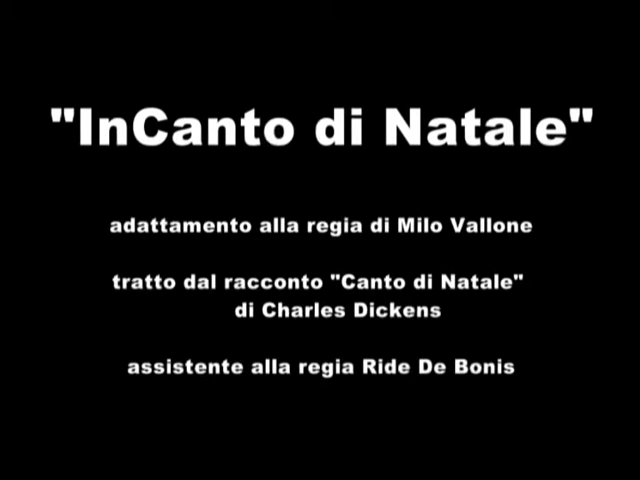 "InCanto di Natale"
adattamento alla regia di Milo Vallone
tratto dal racconto "Canto di Natale"
di Charles Dickens
assistente alla regia Ride De Bonis